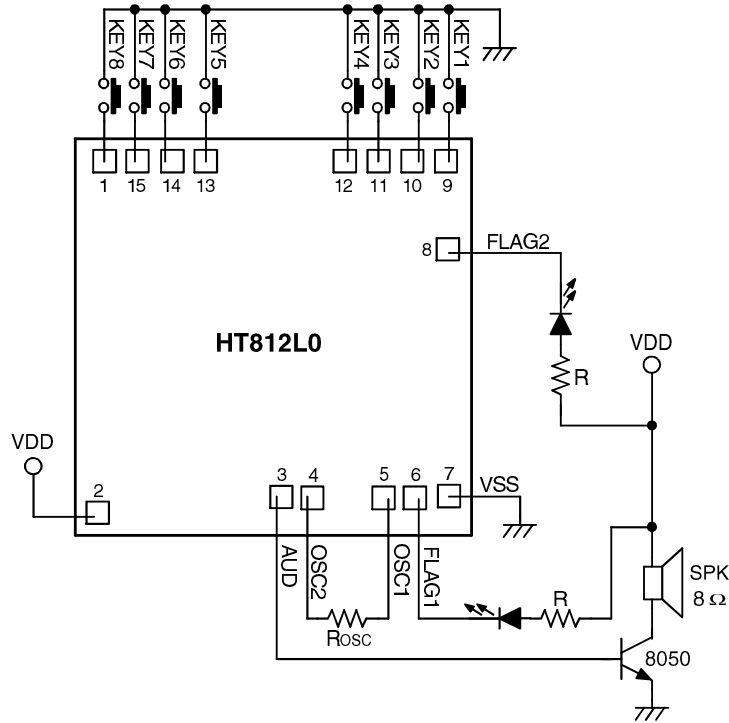 KEY8
KEY7
KEY6
KEY5
KEY4
KEY3
KEY2
KEY1
1
15
14
13
12
11
10
9
8
FLAG2
HT812L0
R
VDD
VDD
2
3
4
5
6
7
VSS
AUD
OSC2
OSC1
FLAG1
ROSC
R
SPK
8 Ω
8050